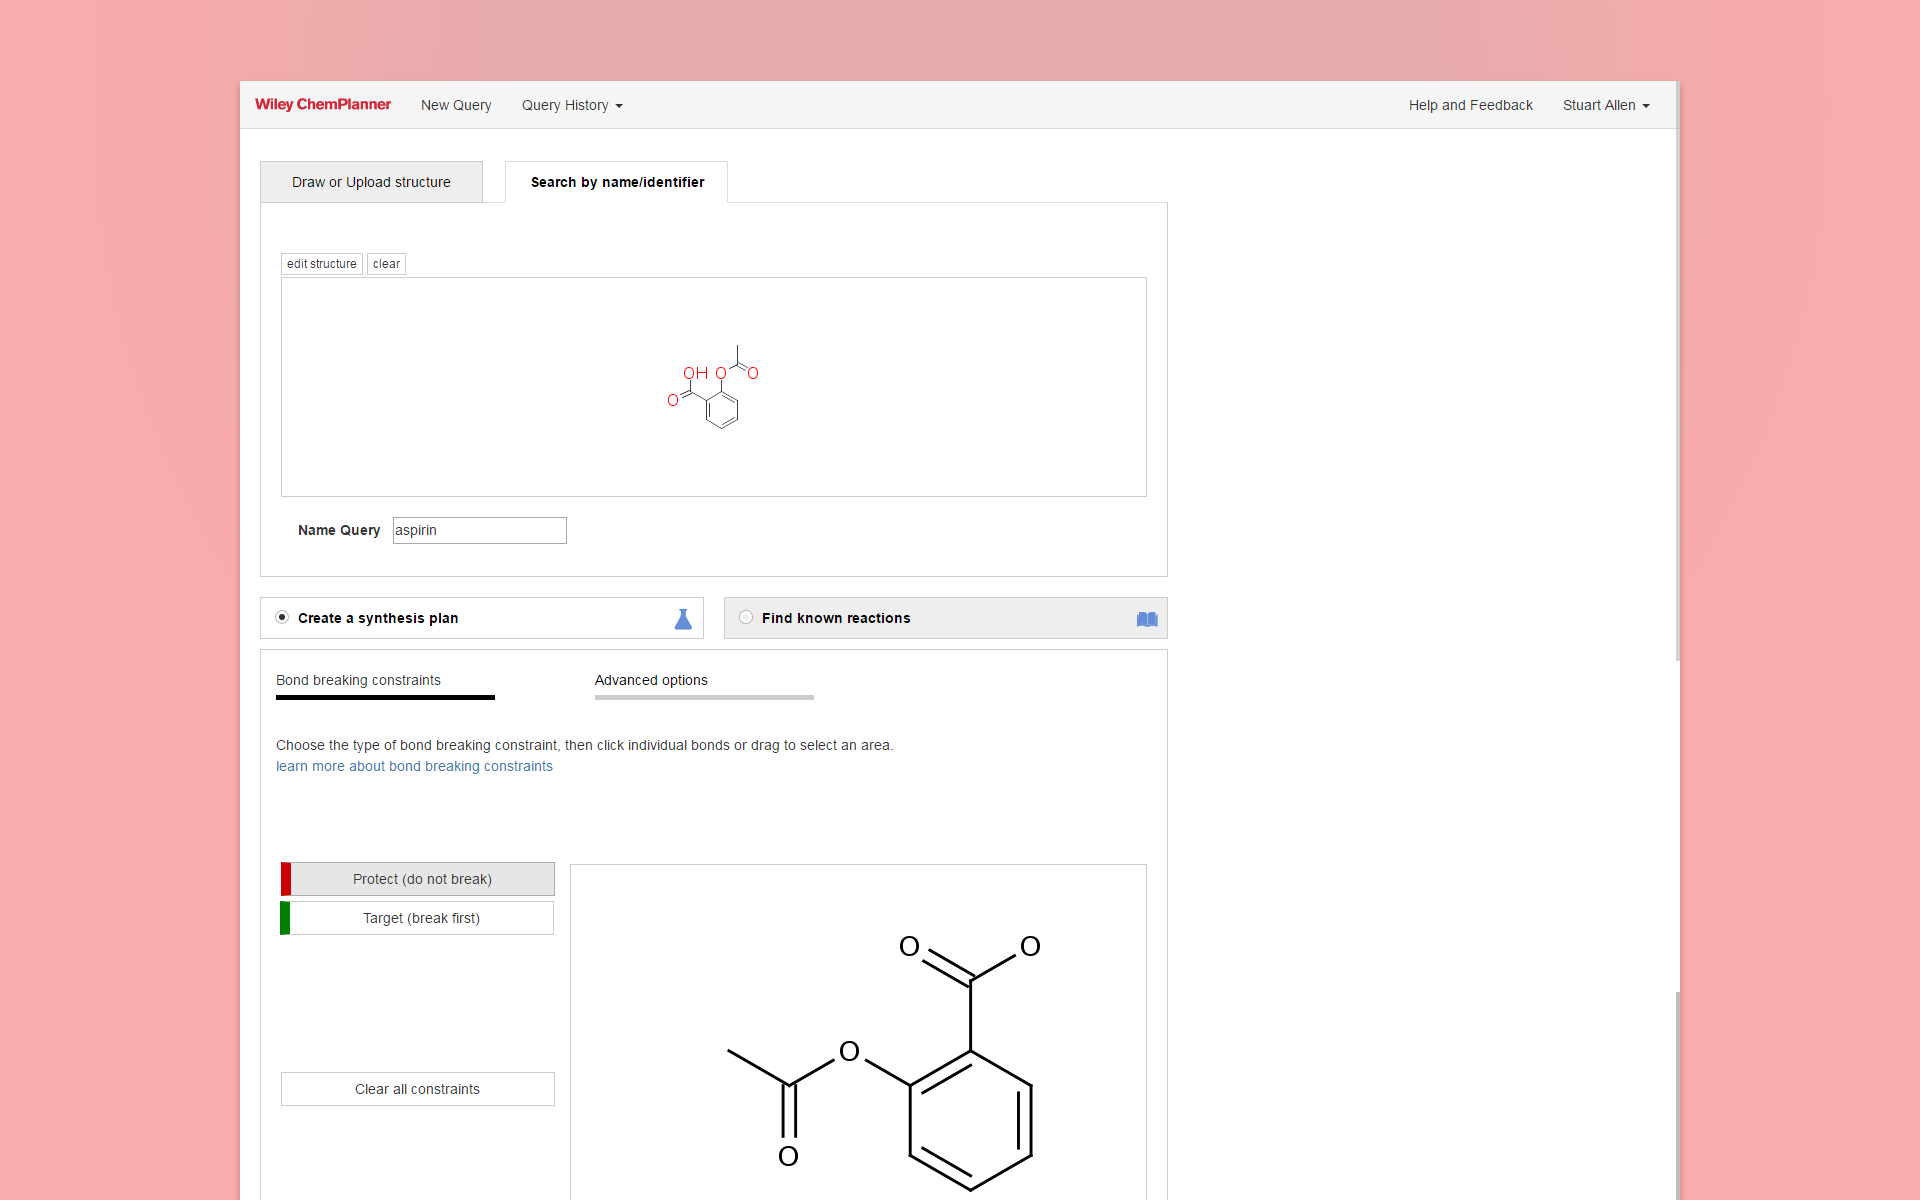 Wiley ChemPlanner New Query Query History Help and Feedback Stuart Allen
Draw or Upload structure Search by name/identifier
edit structure clear
OH O O
O
Name Query aspirin
Create a synthesis plan Find known reactions
Bond breaking constraints Advanced options
Choose the type of bond breaking constraint, then click individual bonds or drag to select an area.
learn more about bond breaking constraints
Protect (do not break)
Target (break first)
O O
O
Clear all constraints
O